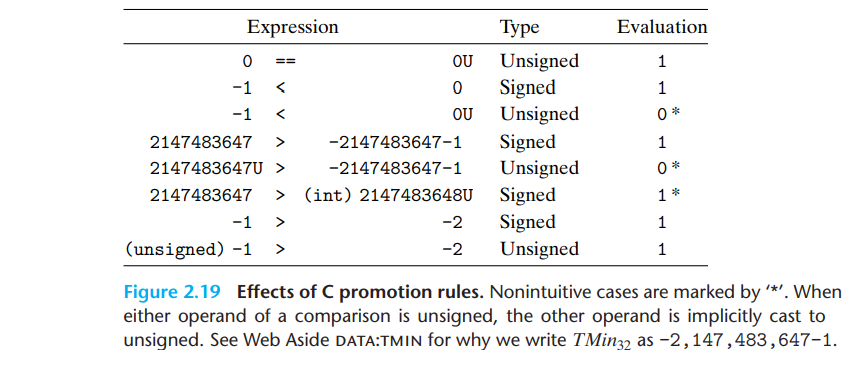 Expression Type Evaluation
0 == 0U Unsigned 1
-1 < 0 Signed 1
-1 < 0U Unsigned 0 *
2147483647 > -2147483647-1 Signed 1
2147483647U > -2147483647-1 Unsigned 0 *
2147483647 > (int) 2147483648U Signed 1 *
-1 > -2 Signed 1
(unsigned) -1 > -2 Unsigned 1
Figure 2.19 Effects of C promotion rules. Nonintuitive cases are marked by ‘*’. When
either operand of a comparison is unsigned, the other operand is implicitly cast to
unsigned. See Web Aside DATA:TMIN for why we write TMin32 as -2,147,483,647-1.